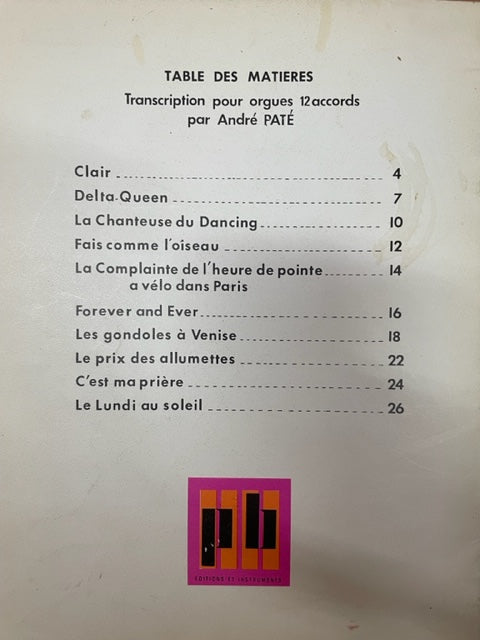 TABLE DES MATIERES
Transcription pour orgues 12 accords
par André PATÉ
Clair 4
Delta-Queen 7
La Chanteuse du Dancing 10
Fais comme l'oiseau 12
La Complainte de l'heure de pointe 14
a vélo dans Paris
Forever and Ever 16
Les gondoles à Venise 18
Le prix des allumettes 22
C'est ma prière 24
Le Lundi au soleil 26
ph
EDITIONS ET INSTRUMENTS